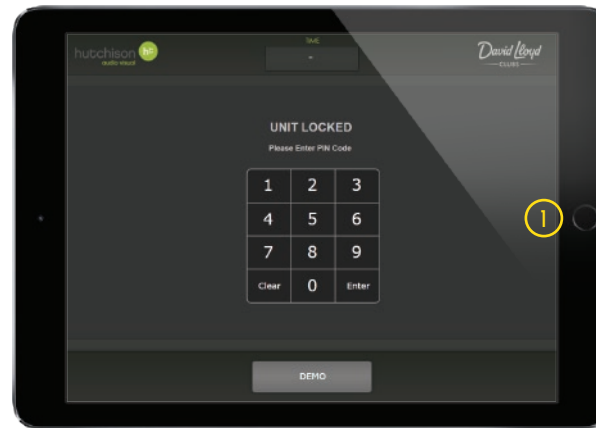 hutchison hc
audio visual
TIME
-
David Lloyd
CLUBS
UNIT LOCKED
Please Enter PIN Code
1 2 3
4 5 6
7 8 9
Clear 0 Enter
1
DEMO